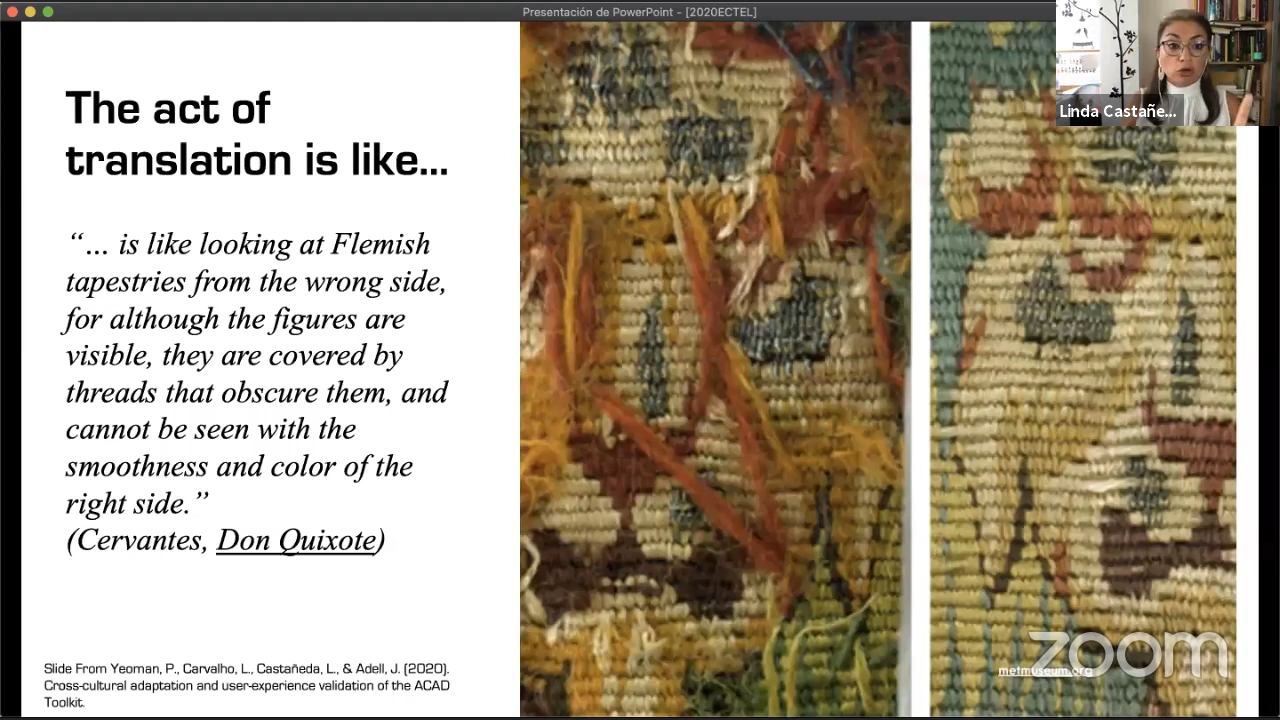 Presentación de PowerPoint - [2020ECTEL]
Linda Castañe...
The act of
translation is like...
“... is like looking at Flemish
tapestries from the wrong side,
for although the figures are
visible, they are covered by
threads that obscure them, and
cannot be seen with the
smoothness and color of the
right side.”
(Cervantes, Don Quixote)
Slide From Yeoman, P., Carvalho, L., Castañeda, L., & Adell, J. (2020).
Cross-cultural adaptation and user-experience validation of the ACAD
Toolkit.
zoom
metmuseum.org